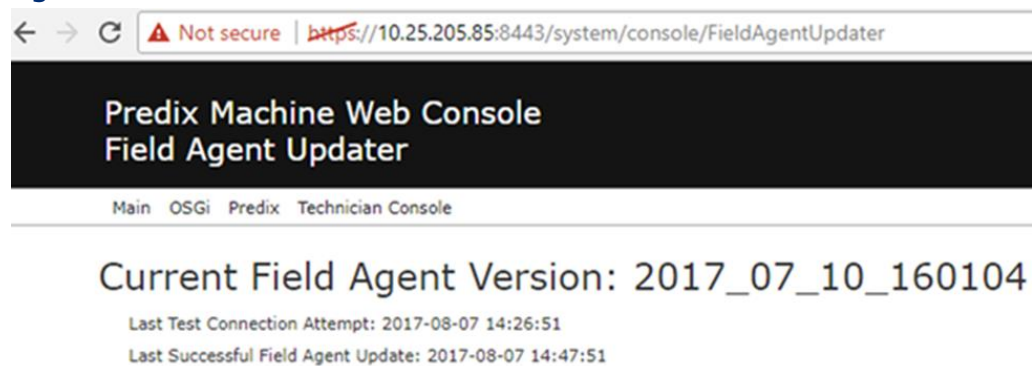 Not secure | https://10.25.205.85:8443/system/console/FieldAgentUpdater
Predix Machine Web Console
Field Agent Updater
Main OSGi Predix Technician Console
Current Field Agent Version: 2017_07_10_160104
Last Test Connection Attempt: 2017-08-07 14:26:51
Last Successful Field Agent Update: 2017-08-07 14:47:51